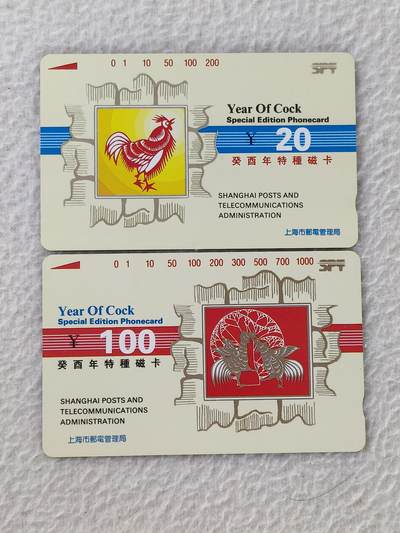 0 1 10 50 100 200
SPT
Year Of Cock
Special Edition Phonecard
¥ 20
癸酉年特種磁卡
SHANGHAI POSTS AND
TELECOMMUNICATIONS
ADMINISTRATION
上海市郵電管理局
0 1 10 50 100 300 500 700 1000
SPT
Year Of Cock
Special Edition Phonecard
¥ 100
癸酉年特種磁卡
SHANGHAI POSTS AND
TELECOMMUNICATIONS
ADMINISTRATION
上海市郵電管理局